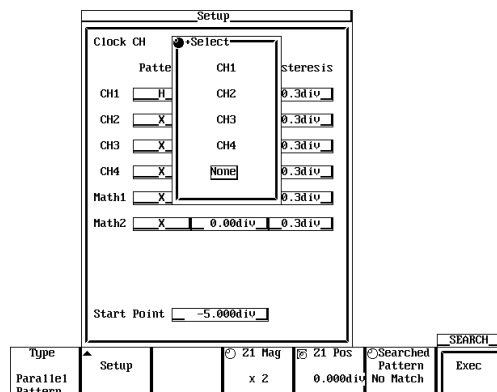 Setup
Clock CH
+Select
Patte
steresis
CH1
CH1 H 0.3div
CH2
CH2 X 0.3div
CH3
CH3 X 0.3div
CH4
CH4 X 0.3div
None
Math1 X 0.3div
Math2 X 0.00div 0.3div
Start Point -5.000div
SEARCH
Type
Parallel
Pattern
Setup
Z1 Mag
x 2
Z1 Pos
0.000div
Searched
Pattern
No Match
Exec